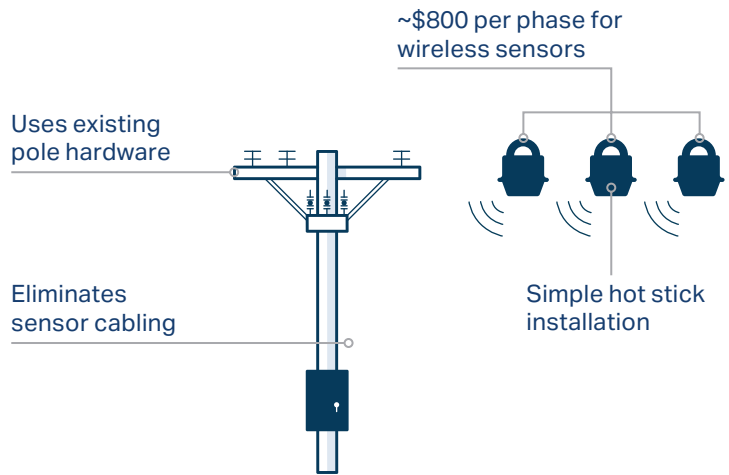 ~$800 per phase for
wireless sensors
Uses existing
pole hardware
Eliminates
sensor cabling
Simple hot stick
installation